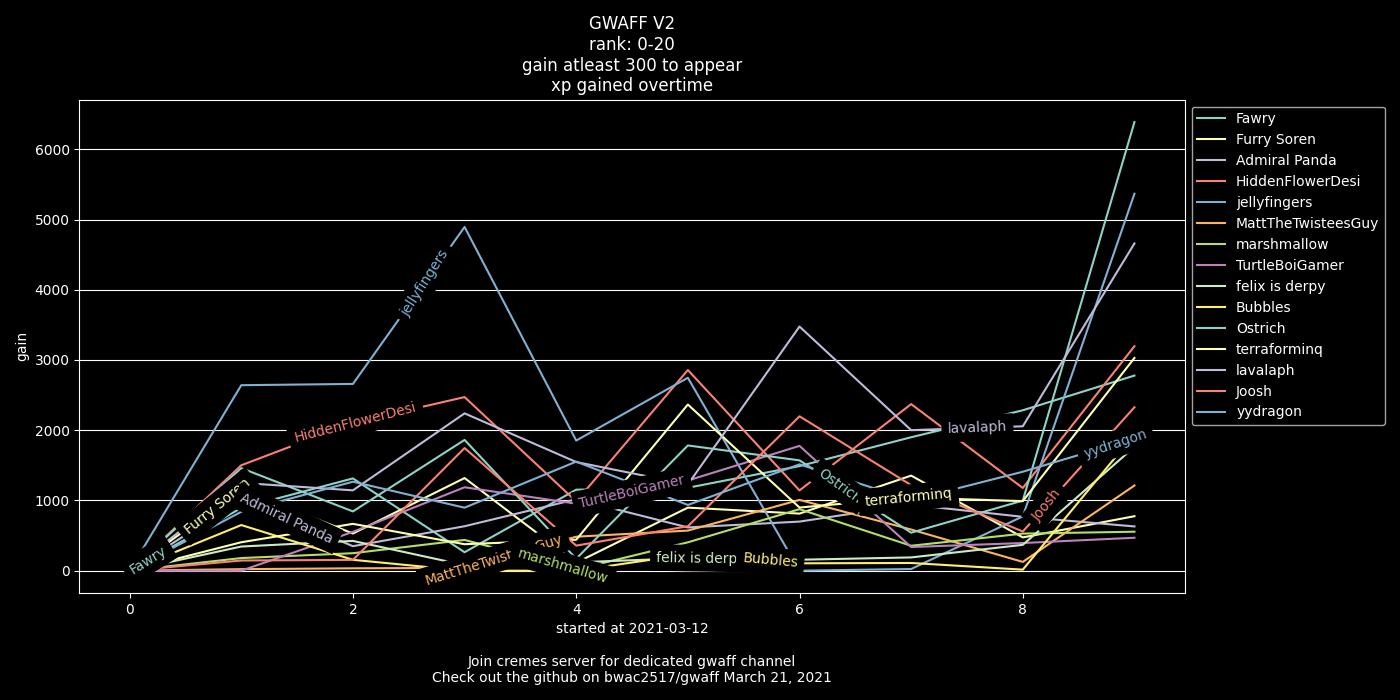 GWAFF V2
rank: 0-20
gain atleast 300 to appear
xp gained overtime
gain
6000
5000
4000
3000
2000
1000
0
0
2
4
6
8
started at 2021-03-12
Join cremes server for dedicated gwaff channel
Check out the github on bwac2517/gwaff March 21, 2021
Fawry
Furry Soren
Admiral Panda
HiddenFlowerDesi
jellyfingers
MattTheTwist Guy
marshmallow
TurtleBoiGamer
felix is derp
Bubbles
Ostrich
terraforminq
lavalaph
Joosh
yydragon
Fawry
Furry Soren
Admiral Panda
HiddenFlowerDesi
jellyfingers
MattTheTwisteesGuy
marshmallow
TurtleBoiGamer
felix is derpy
Bubbles
Ostrich
terraforminq
lavalaph
Joosh
yydragon